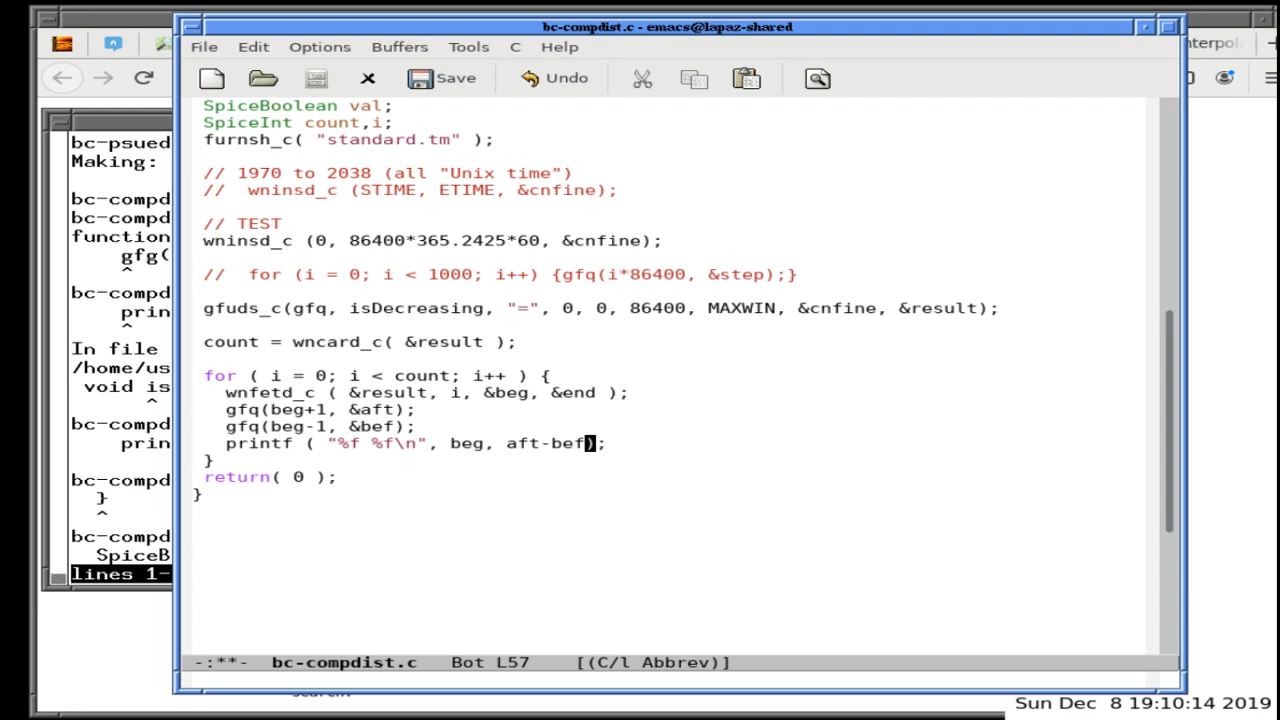 bc-compdist.c - emacs@lapaz-shared
nterpol
File Edit Options Buffers Tools C Help
Save Undo
SpiceBoolean val;
SpiceInt count,i;
furnsh_c( "standard.tm" );
// 1970 to 2038 (all "Unix time")
//  wninsd_c (STIME, ETIME, &cnfine);
// TEST
wninsd_c (0, 86400*365.2425*60, &cnfine);
//  for (i = 0; i < 1000; i++) {gfq(i*86400, &step);}
gfuds_c(gfq, isDecreasing, "=", 0, 0, 86400, MAXWIN, &cnfine, &result);
count = wncard_c( &result );
for ( i = 0; i < count; i++ ) {
wnfetd_c ( &result, i, &beg, &end );
gfq(beg+1, &aft);
gfq(beg-1, &bef);
printf ( "%f %f\n", beg, aft-bef);
}
return( 0 );
}
-:**-  bc-compdist.c   Bot L57     [(C/l Abbrev)]
bc-psued
Making:
bc-compd
bc-compd
function
gfg(
^
bc-compd
prin
^
In file
/home/us
void is
^
bc-compd
prin
bc-compd
}
^
bc-compd
SpiceB
lines 1-
Sun Dec  8 19:10:14 2019